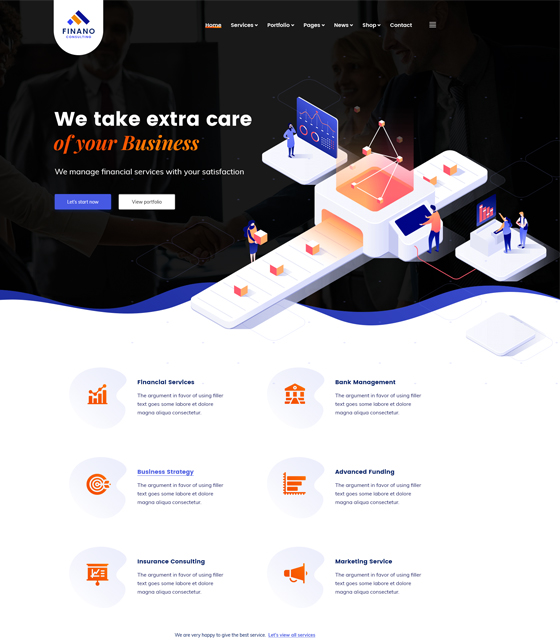 FINANO
CONSULTING
Home Services Portfolio Pages News Shop Contact
We take extra care
of your Business
We manage financial services with your satisfaction
Let's start now
View portfolio
Financial Services
The argument in favor of using filler
text goes some labore et dolore
magna aliqua consectetur.
Bank Management
The argument in favor of using filler
text goes some labore et dolore
magna aliqua consectetur.
Business Strategy
The argument in favor of using filler
text goes some labore et dolore
magna aliqua consectetur.
Advanced Funding
The argument in favor of using filler
text goes some labore et dolore
magna aliqua consectetur.
Insurance Consulting
The argument in favor of using filler
text goes some labore et dolore
magna aliqua consectetur.
Marketing Service
The argument in favor of using filler
text goes some labore et dolore
magna aliqua consectetur.
We are very happy to give the best service. Let's view all services